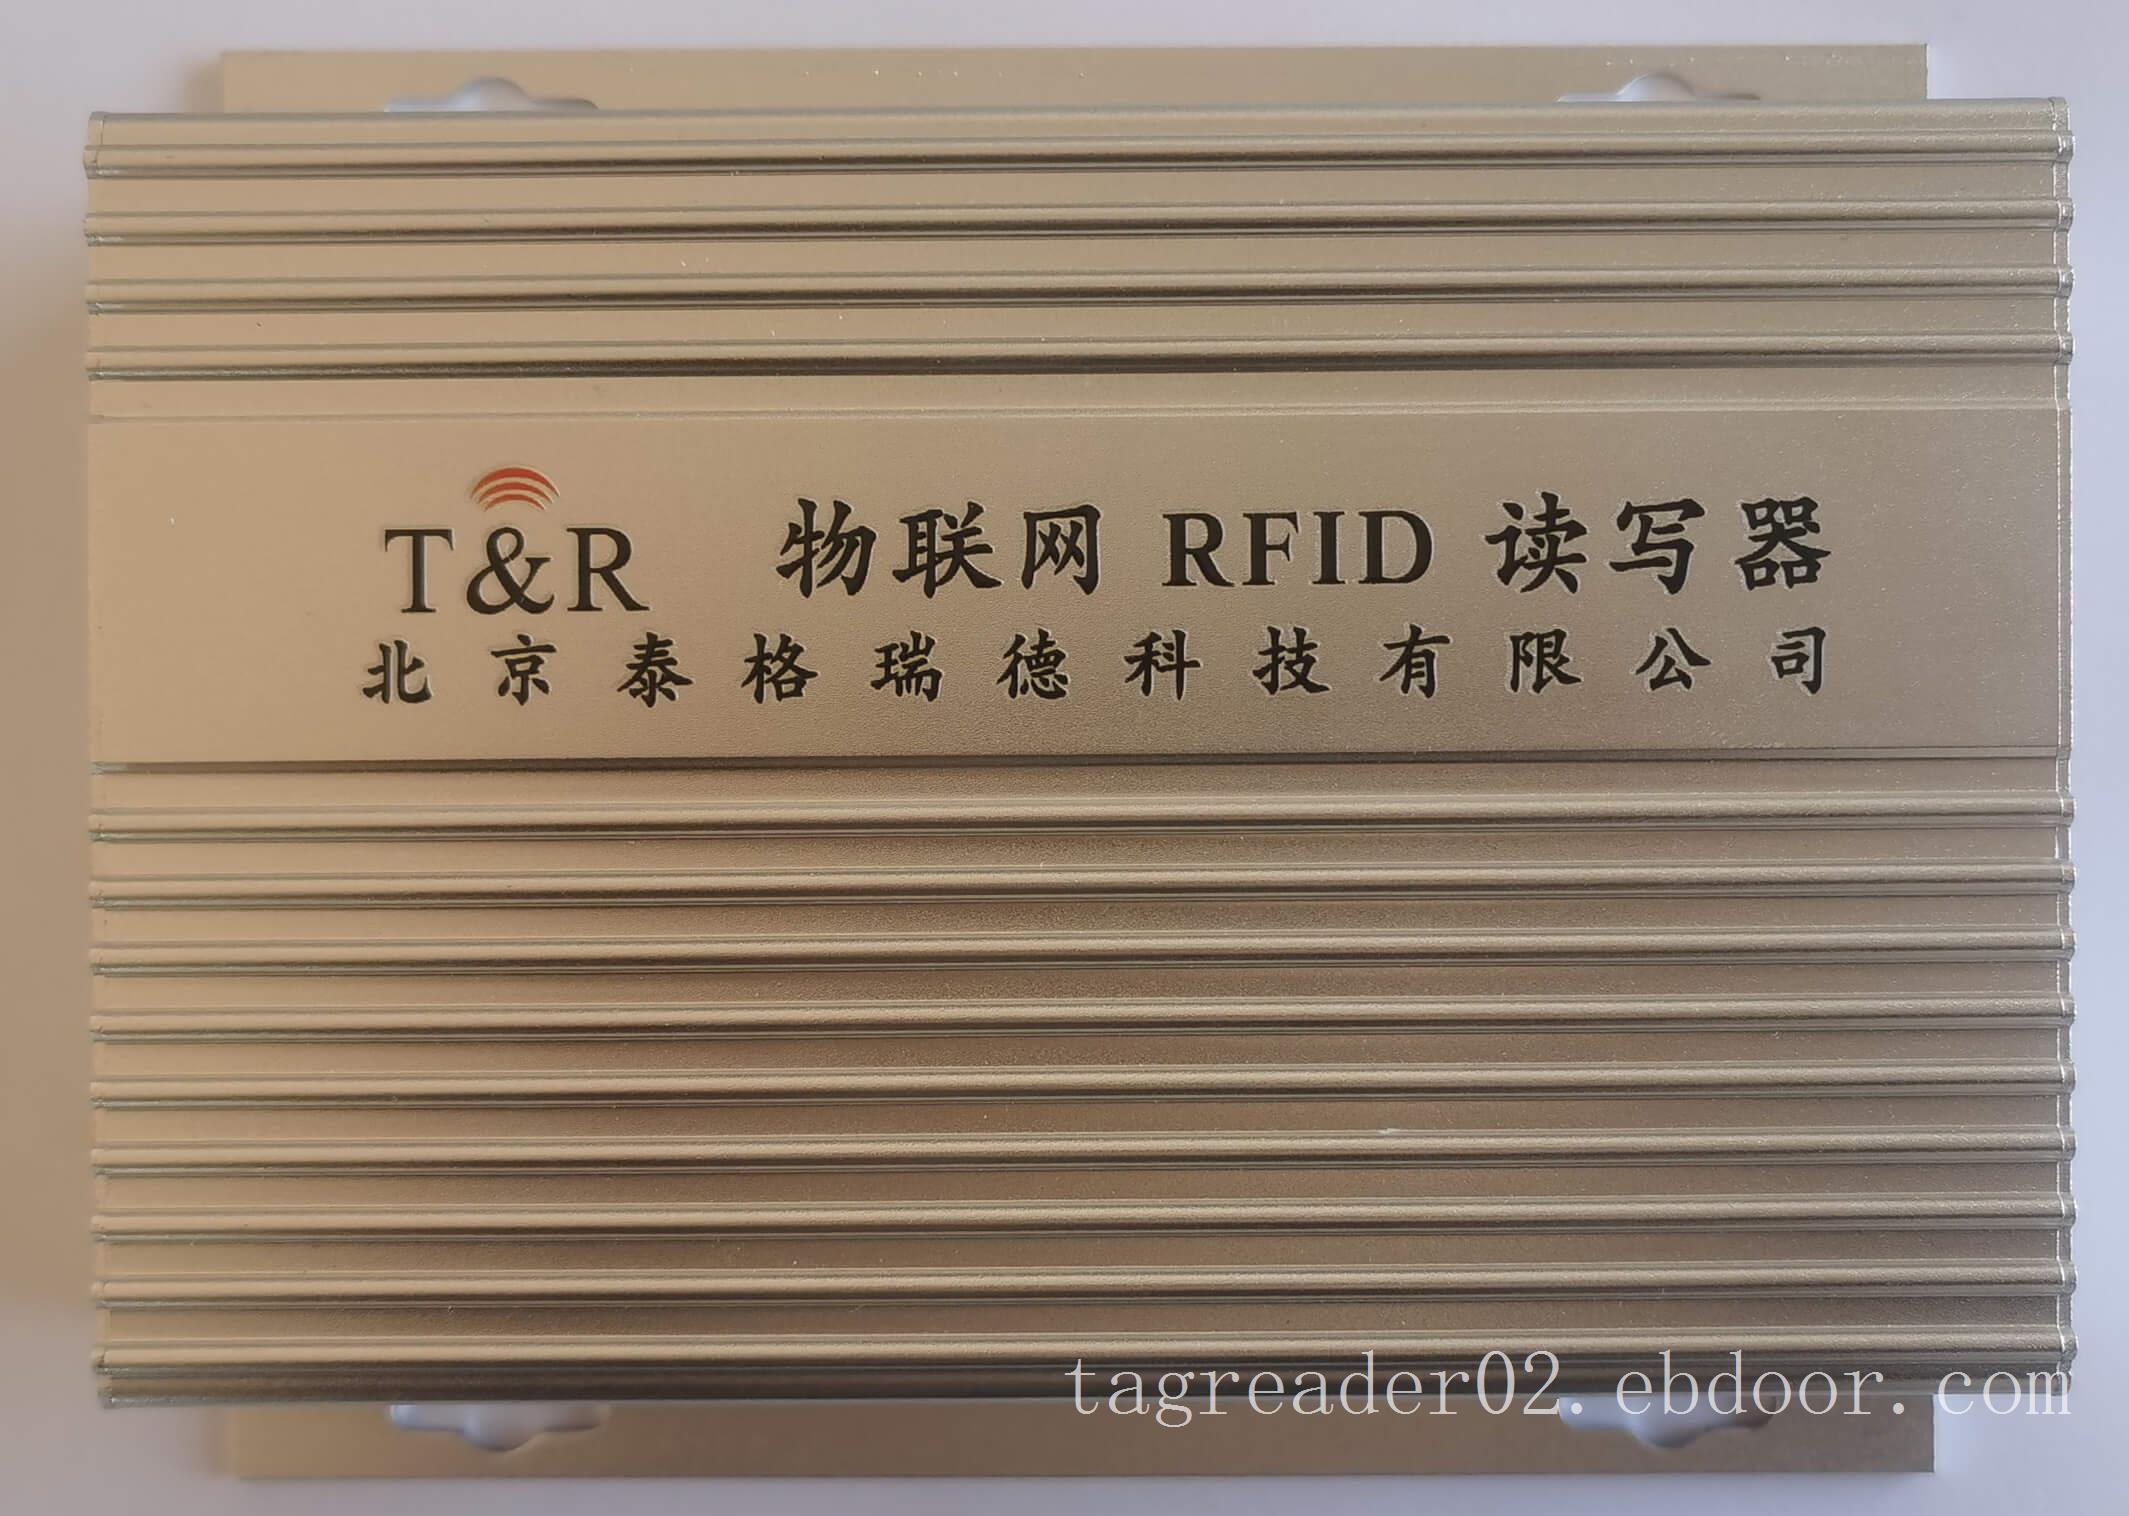 T&R 物联网 RFID 读写器
北京泰格瑞德科技有限公司
tagreader02.ebdoor.com